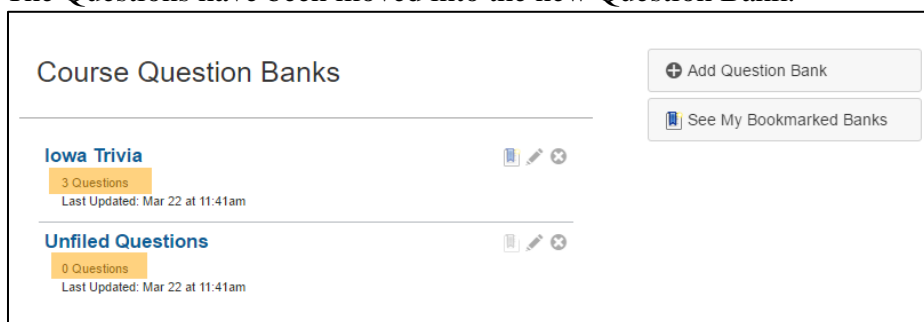 The Questions have been moved into the new Question Bank.
Course Question Banks
Add Question Bank
See My Bookmarked Banks
Iowa Trivia
3 Questions
Last Updated: Mar 22 at 11:41am
Unfiled Questions
0 Questions
Last Updated: Mar 22 at 11:41am